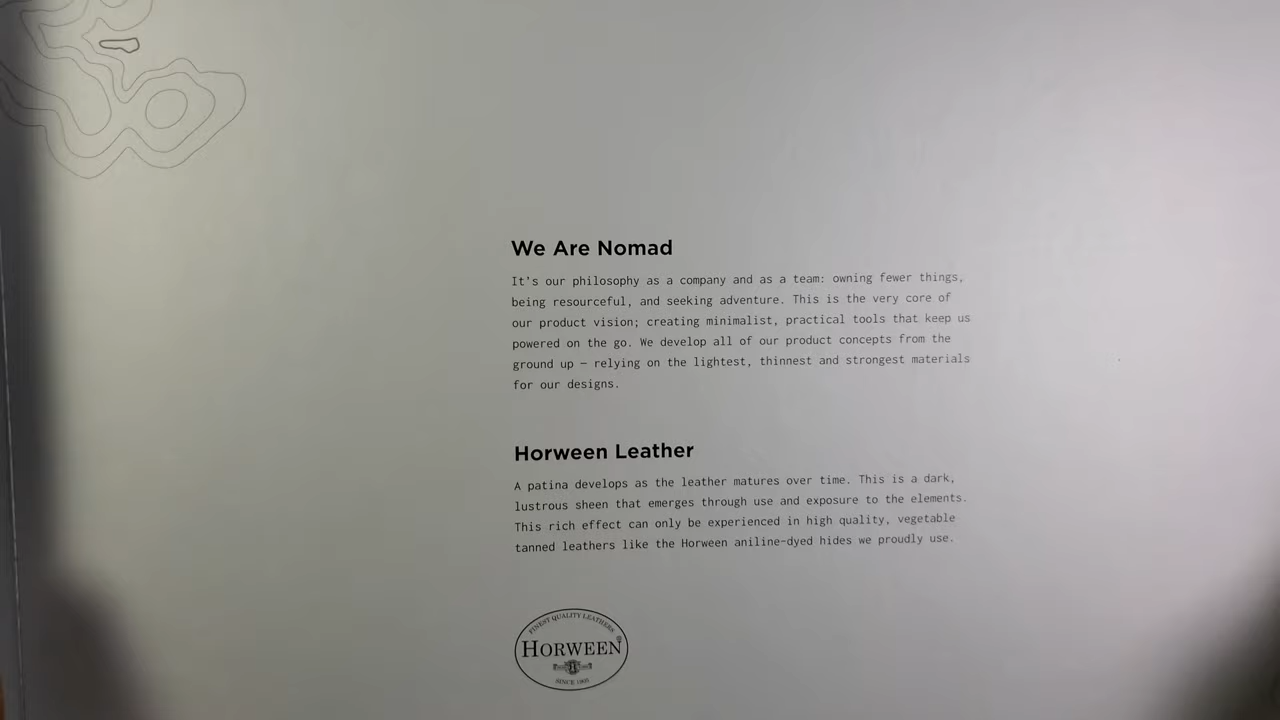 We Are Nomad
It's our philosophy as a company and as a team: owning fewer things,
being resourceful, and seeking adventure. This is the very core of
our product vision; creating minimalist, practical tools that keep us
powered on the go. We develop all of our product concepts from the
ground up — relying on the lightest, thinnest and strongest materials
for our designs.
Horween Leather
A patina develops as the leather matures over time. This is a dark,
lustrous sheen that emerges through use and exposure to the elements.
This rich effect can only be experienced in high quality, vegetable
tanned leathers like the Horween aniline-dyed hides we proudly use.
FINEST QUALITY LEATHERS
HORWEEN®
SINCE 1905